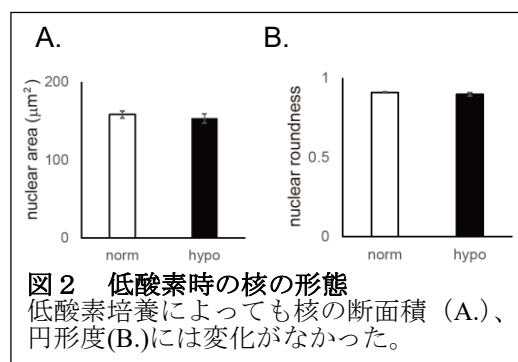 A.
B.
nuclear area (μm²)
200
100
0
norm
hypo
nuclear roundness
1
0.5
0
norm
hypo
図２　低酸素時の核の形態
低酸素培養によっても核の断面積（A.）、
円形度(B.)には変化がなかった。